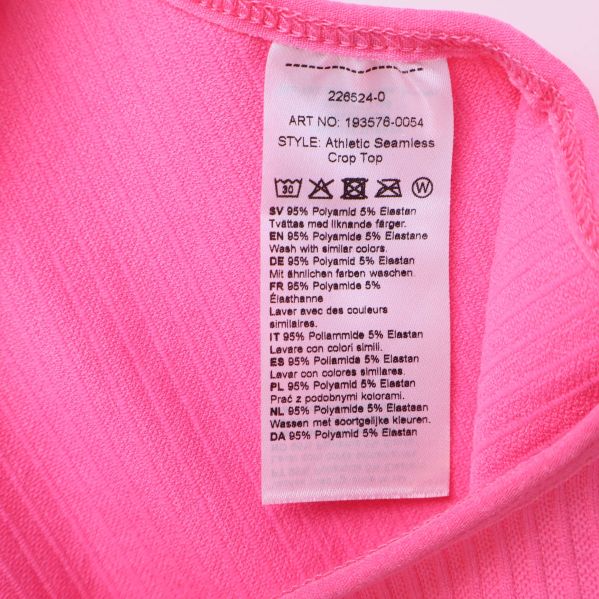 226524-0
ART NO: 193576-0054
STYLE: Athletic Seamless
Crop Top
30
W
SV 95% Polyamid 5% Elastan
Tvättas med liknande färger.
EN 95% Polyamide 5% Elastane
Wash with similar colors.
DE 95% Polyamid 5% Elastan
Mit ähnlichen farben waschen.
FR 95% Polyamide 5%
Élasthanne
Laver avec des couleurs
similaires.
IT 95% Poliammide 5% Elastan
Lavare con colori simili.
ES 95% Poliamida 5% Elastan
Lavar con colores similares.
PL 95% Polyamid 5% Elastan
Prać z podobnymi kolorami.
NL 95% Polyamide 5% Elastaan
Wassen met soortgelijke kleuren.
DA 95% Polyamid 5% Elastan